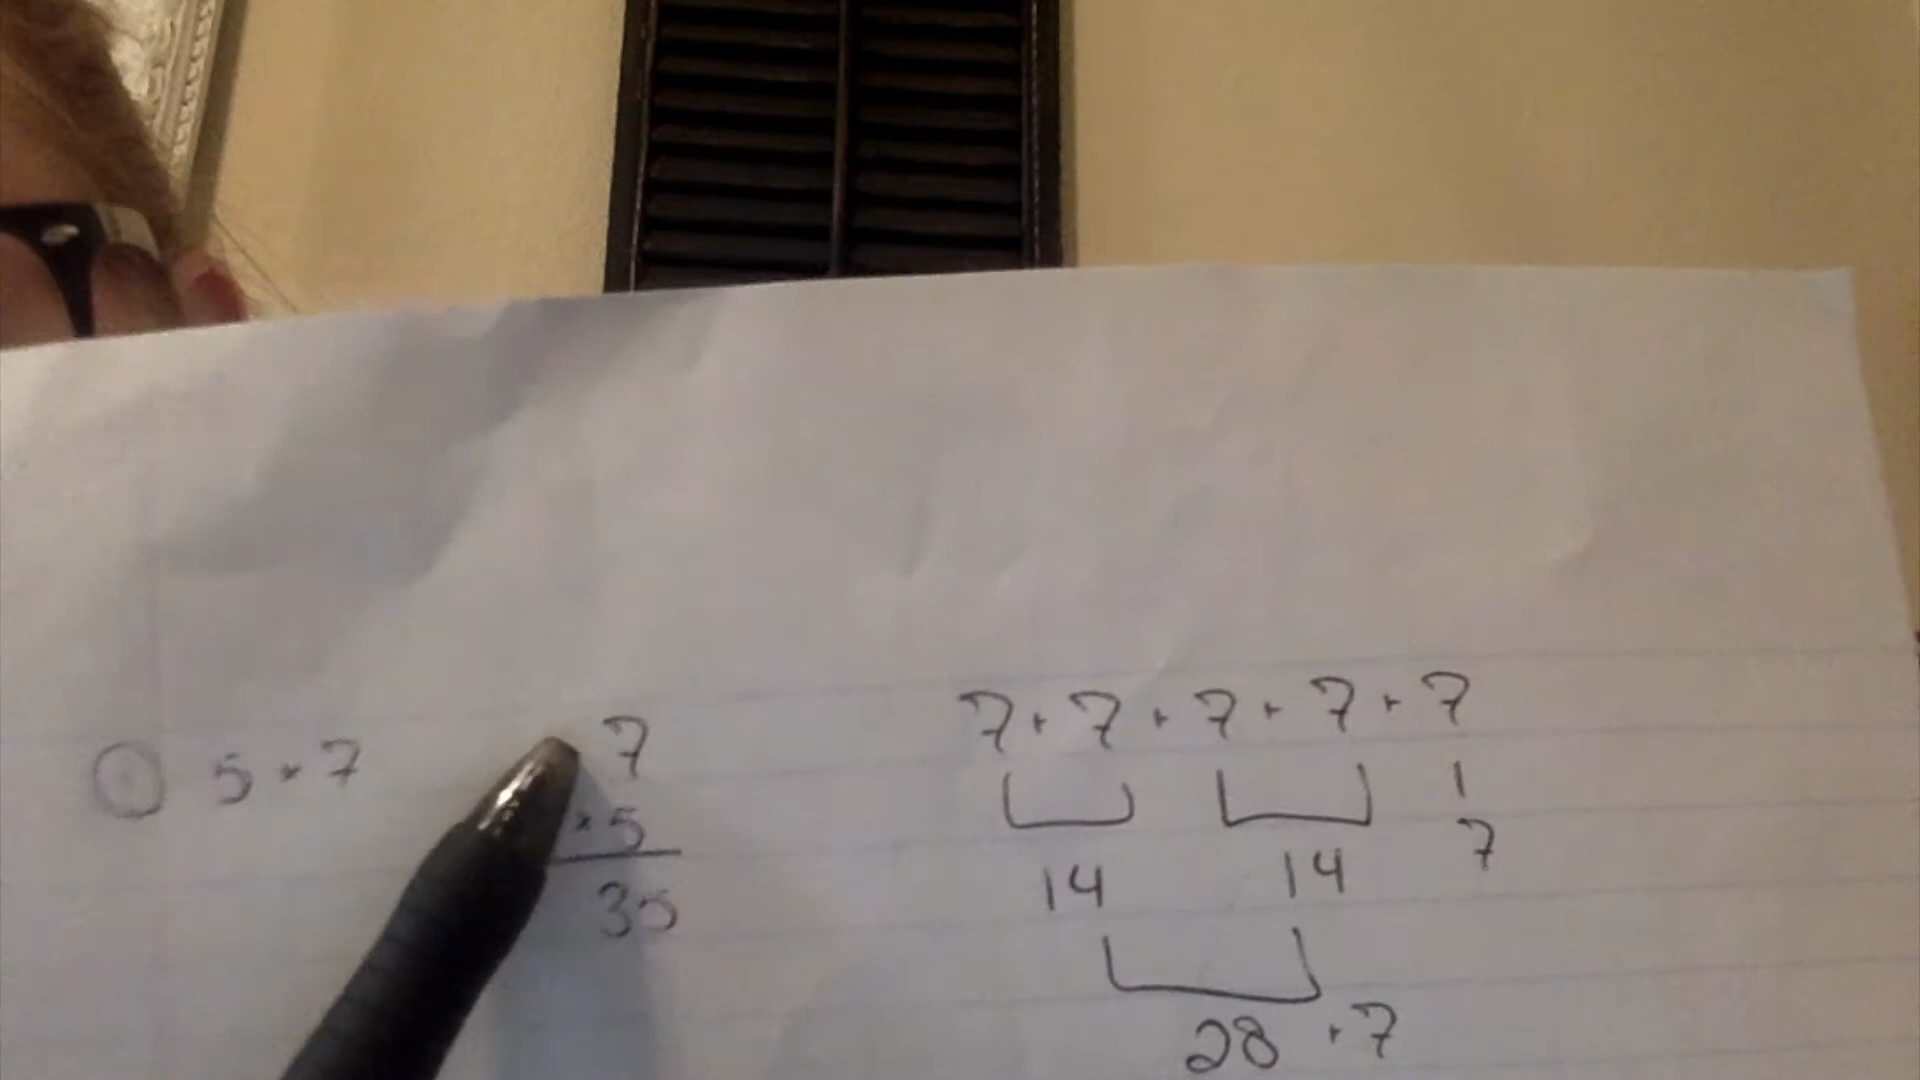 ① 5 × 7
7
× 5
35
7 + 7 + 7 + 7 + 7
14 14 7
28 + 7